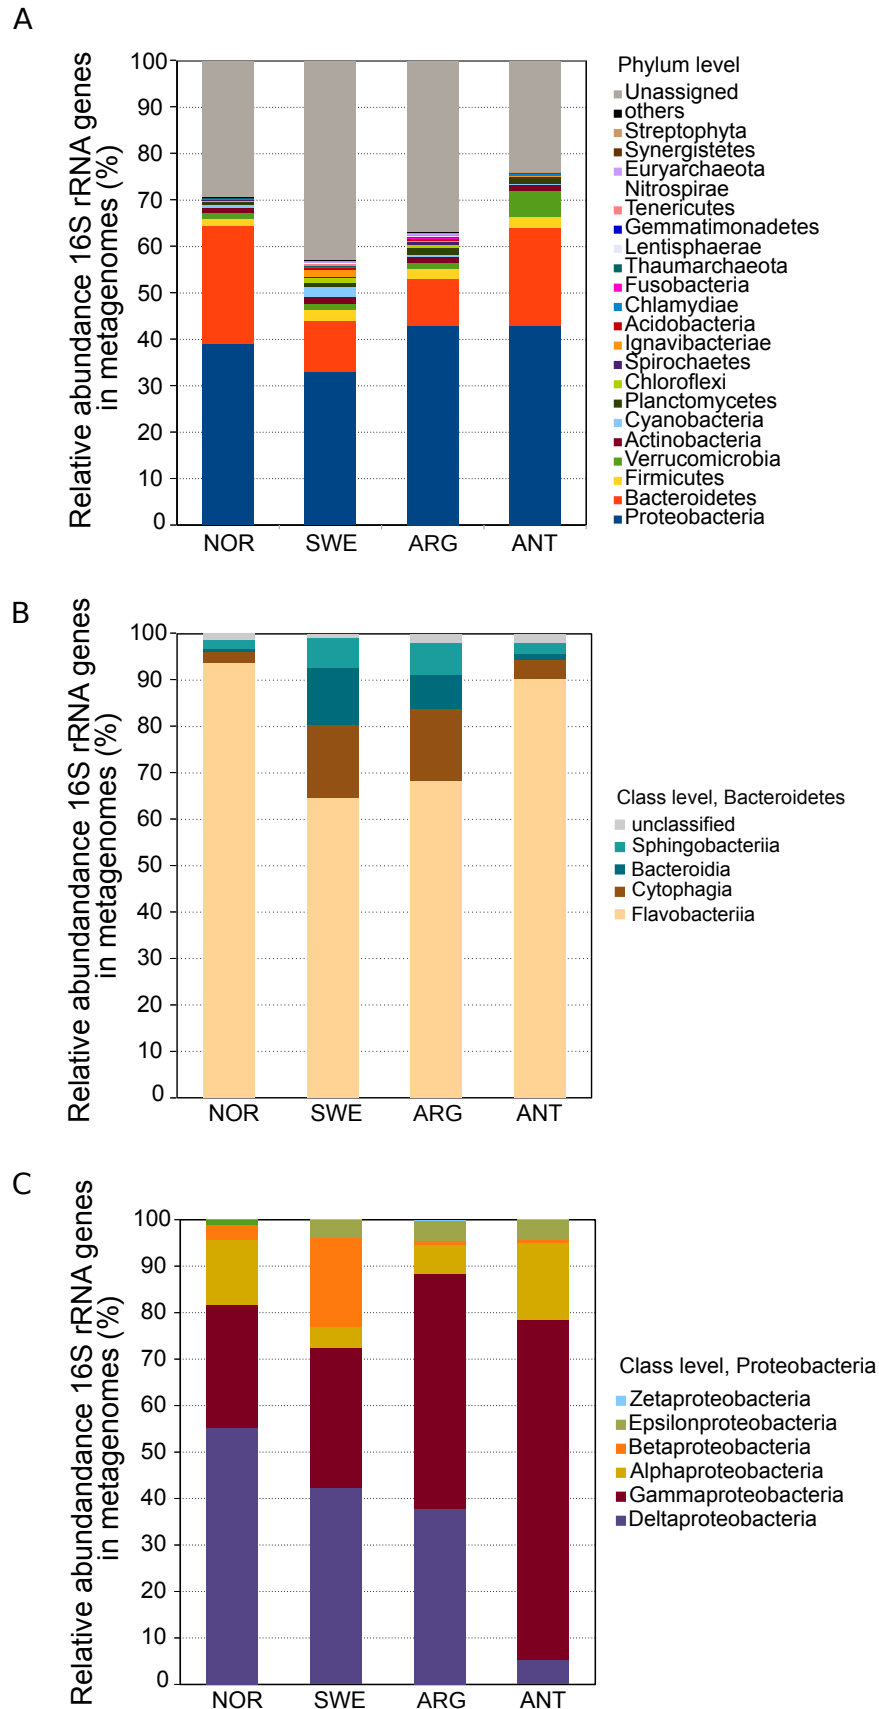 A
Relative abundance 16S rRNA genes
in metagenomes (%)
100
90
80
70
60
50
40
30
20
10
0
NOR
SWE
ARG
ANT
Phylum level
Unassigned
others
Streptophyta
Synergistetes
Euryarchaeota
Nitrospirae
Tenericutes
Gemmatimonadetes
Lentisphaerae
Thaumarchaeota
Fusobacteria
Chlamydiae
Acidobacteria
Ignavibacteriae
Spirochaetes
Chloroflexi
Planctomycetes
Cyanobacteria
Actinobacteria
Verrucomicrobia
Firmicutes
Bacteroidetes
Proteobacteria
B
Relative abundandance 16S rRNA genes
in metagenomes (%)
100
90
80
70
60
50
40
30
20
10
0
NOR
SWE
ARG
ANT
Class level, Bacteroidetes
unclassified
Sphingobacteriia
Bacteroidia
Cytophagia
Flavobacteriia
C
Relative abundandance 16S rRNA genes
in metagenomes (%)
100
90
80
70
60
50
40
30
20
10
0
NOR
SWE
ARG
ANT
Class level, Proteobacteria
Zetaproteobacteria
Epsilonproteobacteria
Betaproteobacteria
Alphaproteobacteria
Gammaproteobacteria
Deltaproteobacteria